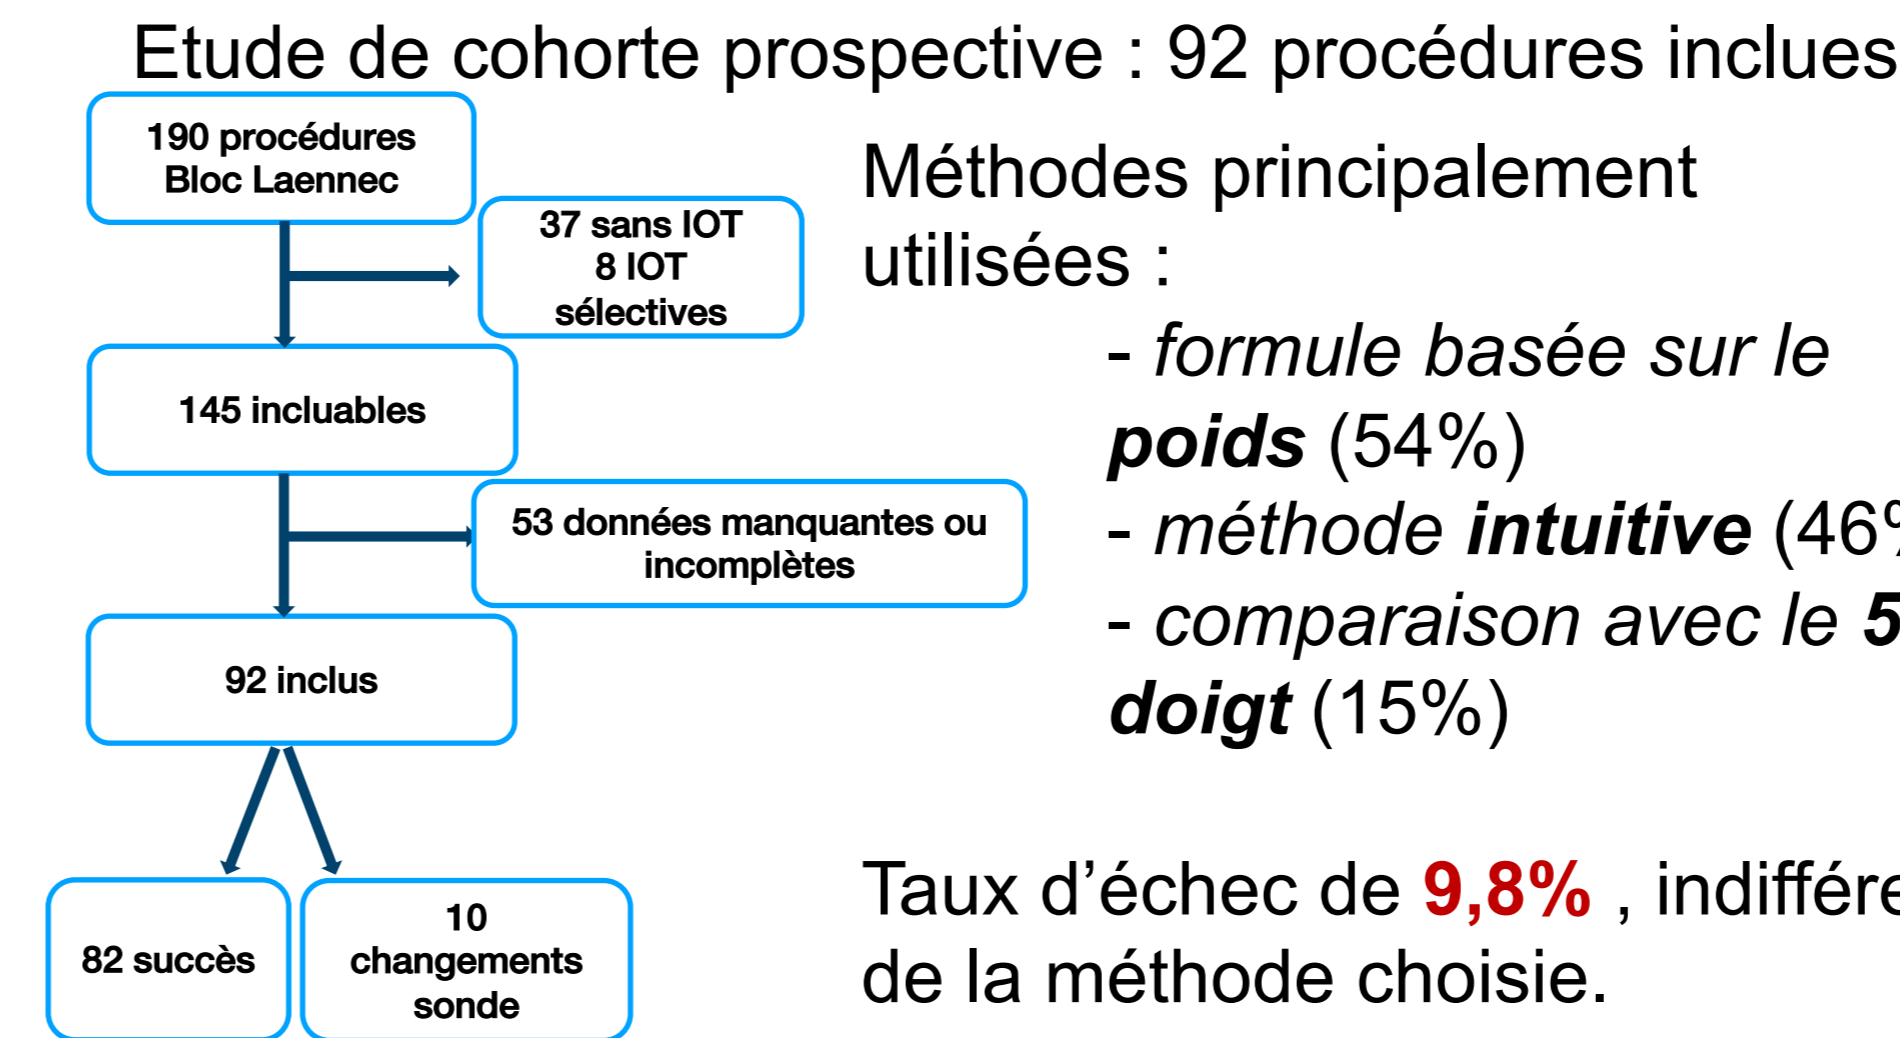 Etude de cohorte prospective : 92 procédures inclues
190 procédures
Bloc Laennec
37 sans IOT
8 IOT
sélectives
145 incluables
53 données manquantes ou
incomplètes
92 inclus
82 succès
10
changements
sonde
Méthodes principalement
utilisées :
- formule basée sur le
poids (54%)
- méthode intuitive (46%
- comparaison avec le 5
doigt (15%)
Taux d’échec de 9,8% ,
de la méthode choisie.